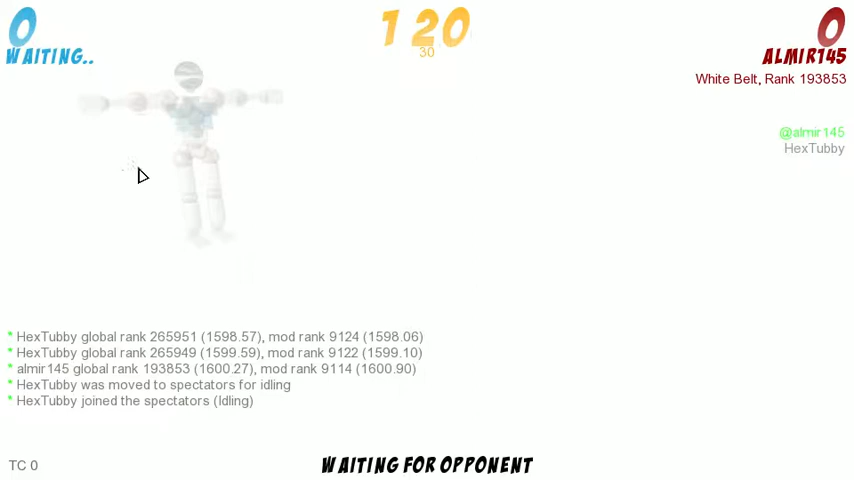 0
WAITING..
120
30
0
ALMIR145
White Belt, Rank 193853
@almir145
HexTubby
* HexTubby global rank 265951 (1598.57), mod rank 9124 (1598.06)
* HexTubby global rank 265949 (1599.59), mod rank 9122 (1599.10)
* almir145 global rank 193853 (1600.27), mod rank 9114 (1600.90)
* HexTubby was moved to spectators for idling
* HexTubby joined the spectators (Idling)
TC 0
WAITING FOR OPPONENT